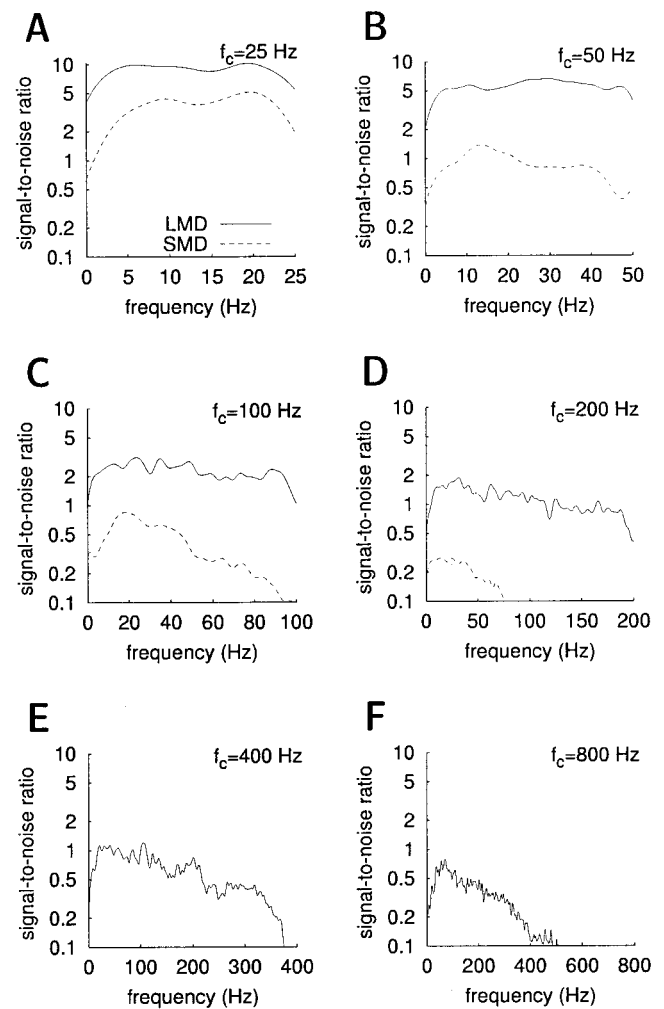 A
f_c=25 Hz
signal-to-noise ratio
10
5
2
1
0.5
0.2
0.1
LMD
SMD
0 5 10 15 20 25
frequency (Hz)
B
f_c=50 Hz
signal-to-noise ratio
10
5
2
1
0.5
0.2
0.1
0 10 20 30 40 50
frequency (Hz)
C
f_c=100 Hz
signal-to-noise ratio
10
5
2
1
0.5
0.2
0.1
0 20 40 60 80 100
frequency (Hz)
D
f_c=200 Hz
signal-to-noise ratio
10
5
2
1
0.5
0.2
0.1
0 50 100 150 200
frequency (Hz)
E
f_c=400 Hz
signal-to-noise ratio
10
5
2
1
0.5
0.2
0.1
0 100 200 300 400
frequency (Hz)
F
f_c=800 Hz
signal-to-noise ratio
10
5
2
1
0.5
0.2
0.1
0 200 400 600 800
frequency (Hz)